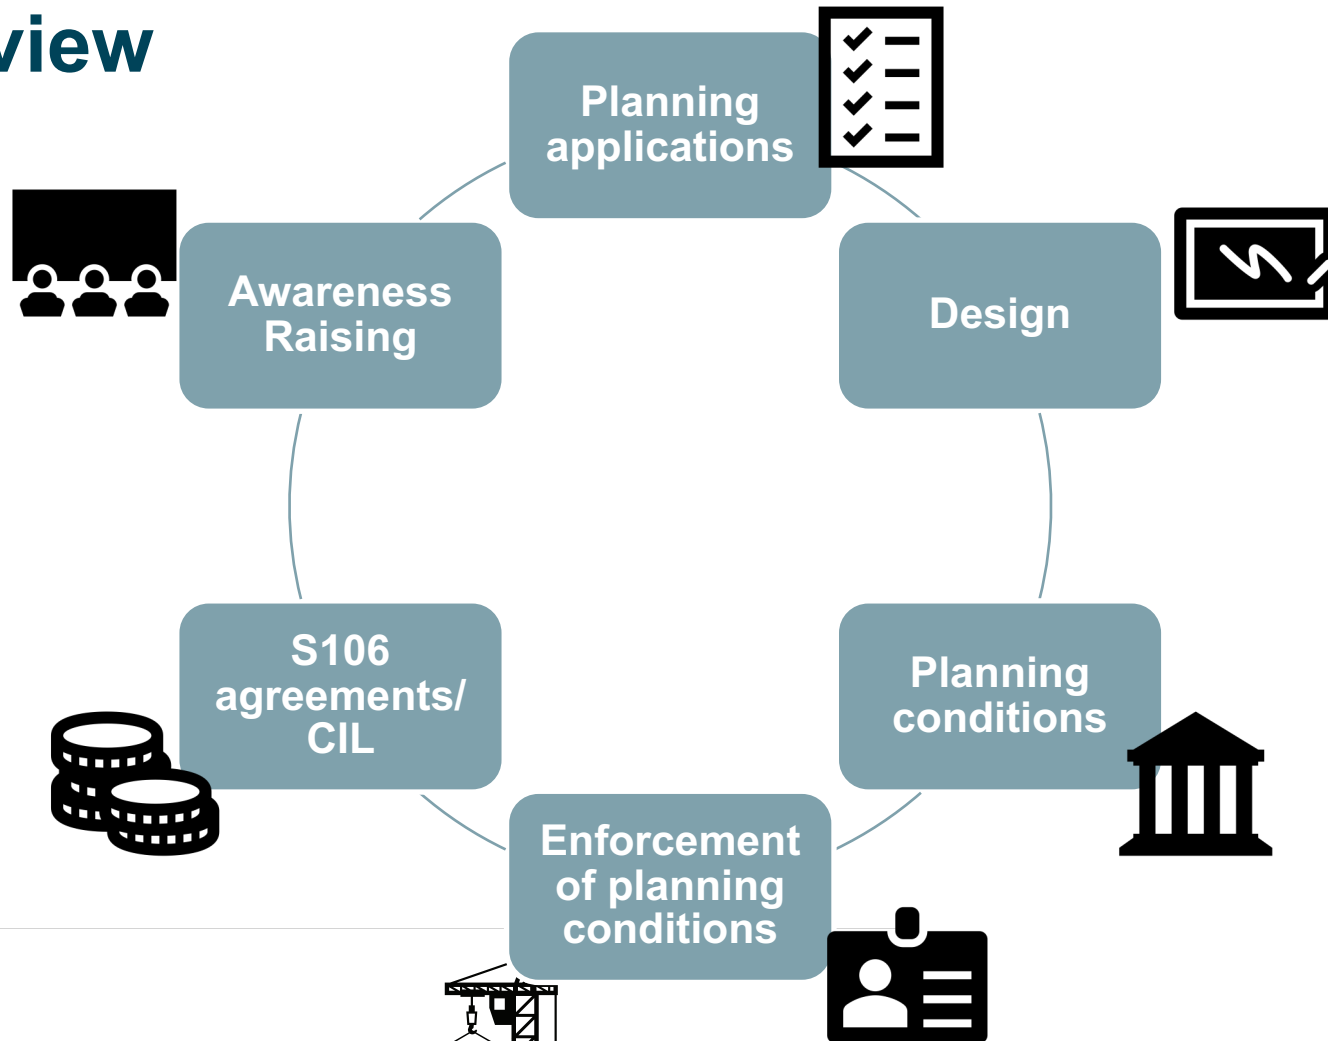 view
Planning
applications
Design
Planning
conditions
Enforcement
of planning
conditions
S106
agreements/
CIL
Awareness
Raising